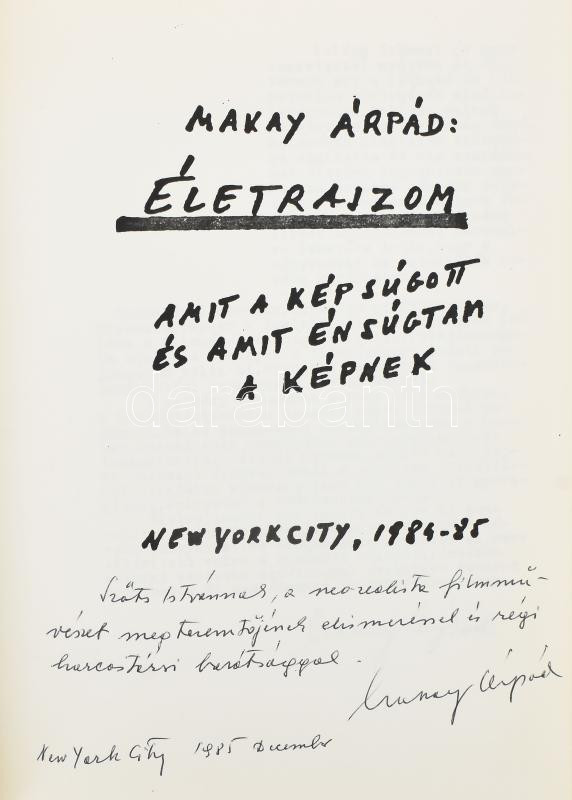 MAKAY ÁRPÁD:
ÉLETRAJZOM
AMIT A KÉP SÚGOTT
ÉS AMIT ÉN SÚGTAM
A KÉPNEK
darabanth
NEW YORK CITY, 1984-85
Szőts Istvánnak, a neorealista filmmű-
vészet megteremtőjének elismeréssel és régi
harcostársi barátsággal.
Makay Árpád
New York City 1985 December